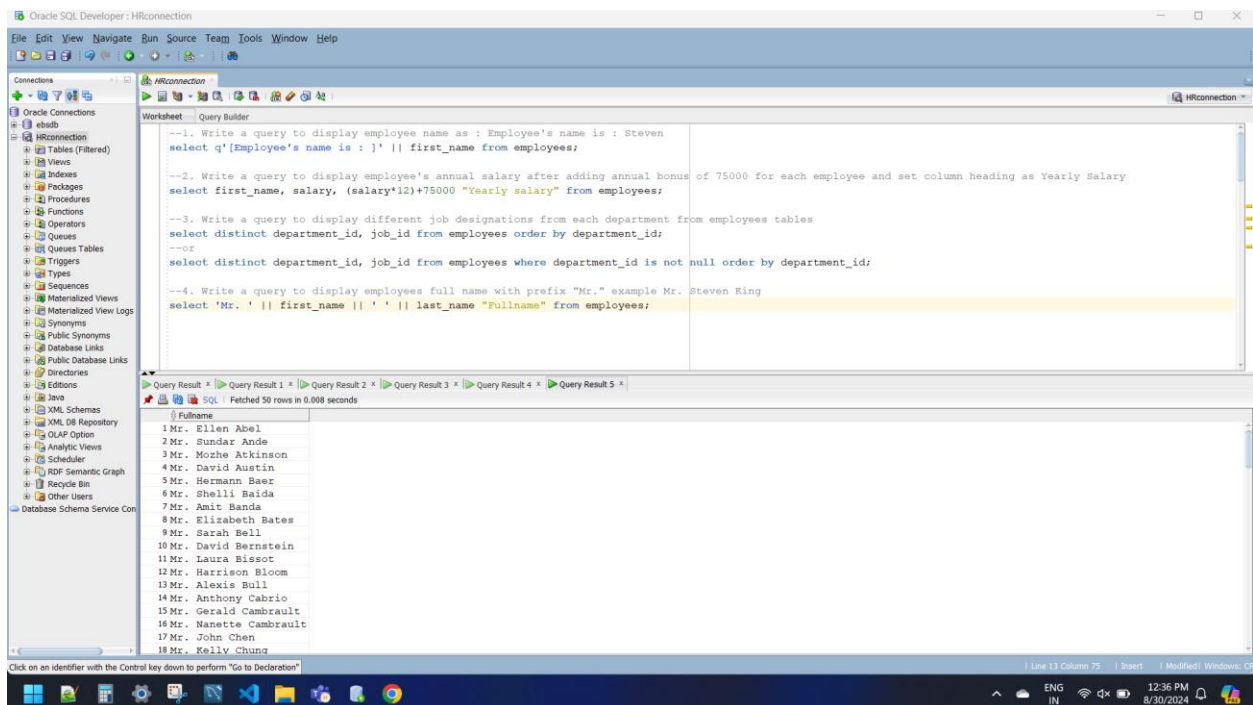 Oracle SQL Developer : HRconnection
File Edit View Navigate Run Source Team Tools Window Help
Connections
Oracle Connections
ebsdb
HRconnection
Tables (Filtered)
Views
Indexes
Packages
Procedures
Functions
Operators
Queues
Queues Tables
Triggers
Types
Sequences
Materialized Views
Materialized View Logs
Synonyms
Public Synonyms
Database Links
Public Database Links
Directories
Editions
Java
XML Schemas
XML DB Repository
OLAP Option
Analytic Views
Scheduler
RDF Semantic Graph
Recycle Bin
Other Users
Database Schema Service Con
HRconnection
HRconnection
Worksheet Query Builder
--1. Write a query to display employee name as : Employee's name is : Steven
select q'[Employee's name is : ]' || first_name from employees;
--2. Write a query to display employee's annual salary after adding annual bonus of 75000 for each employee and set column heading as Yearly Salary
select first_name, salary, (salary*12)+75000 "Yearly salary" from employees;
--3. Write a query to display different job designations from each department from employees tables
select distinct department_id, job_id from employees order by department_id;
--or
select distinct department_id, job_id from employees where department_id is not null order by department_id;
--4. Write a query to display employees full name with prefix "Mr." example Mr. Steven King
select 'Mr. ' || first_name || ' ' || last_name "Fullname" from employees;
Query Result × Query Result 1 × Query Result 2 × Query Result 3 × Query Result 4 × Query Result 5 ×
SQL | Fetched 50 rows in 0.008 seconds
Fullname
1 Mr. Ellen Abel
2 Mr. Sundar Ande
3 Mr. Mozhe Atkinson
4 Mr. David Austin
5 Mr. Hermann Baer
6 Mr. Shelli Baida
7 Mr. Amit Banda
8 Mr. Elizabeth Bates
9 Mr. Sarah Bell
10 Mr. David Bernstein
11 Mr. Laura Bissot
12 Mr. Harrison Bloom
13 Mr. Alexis Bull
14 Mr. Anthony Cabrio
15 Mr. Gerald Cambrault
16 Mr. Nanette Cambrault
17 Mr. John Chen
18 Mr. Kelly Chung
Click on an identifier with the Control key down to perform "Go to Declaration"
| Line 13 Column 75 | Insert | Modified | Windows: CR
ENG
IN
12:36 PM
8/30/2024